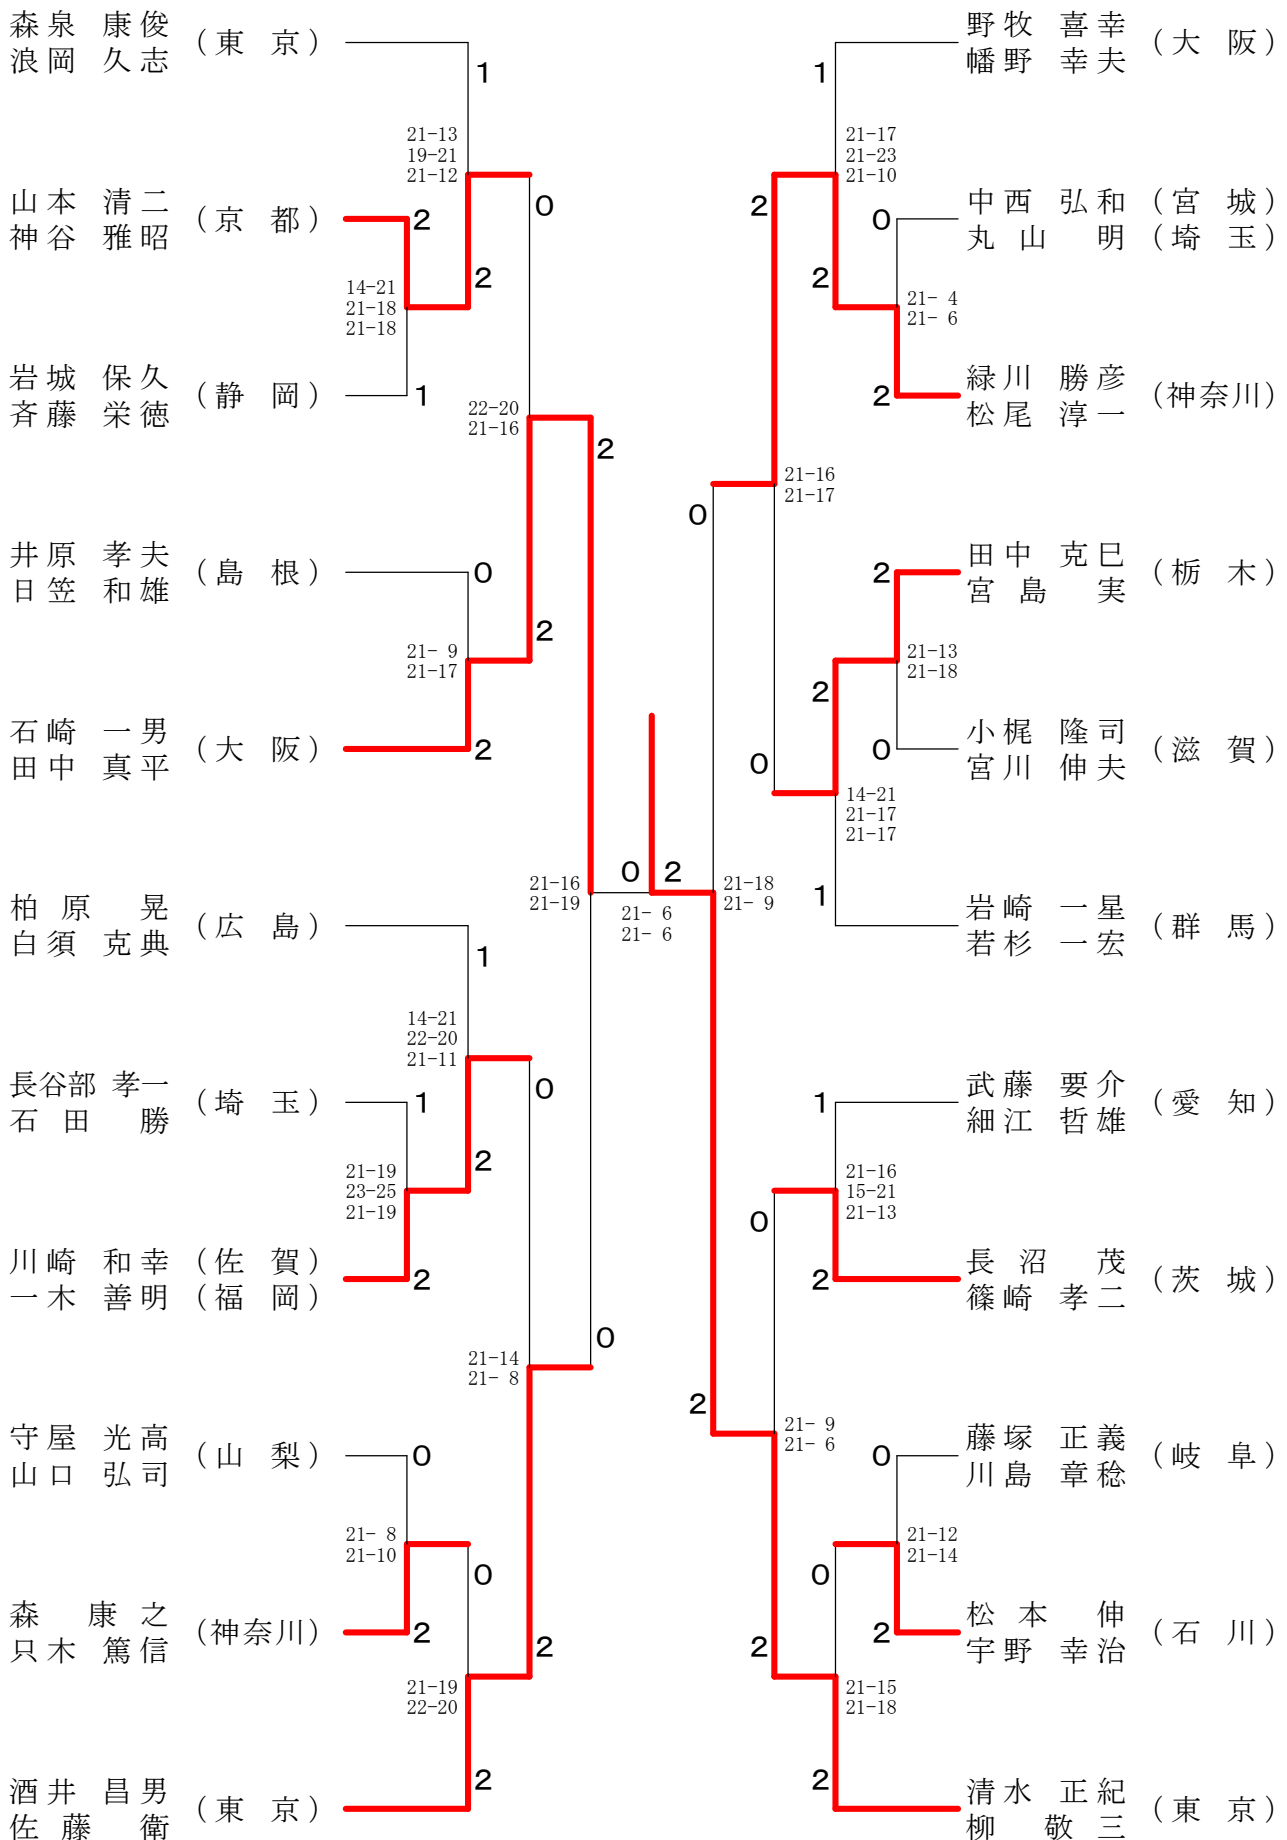 森泉 康俊
浪岡 久志
(東 京)
1
21-13
19-21
21-12
0
山本 清二
神谷 雅昭
(京 都)
2
2
14-21
21-18
21-18
岩城 保久
斉藤 栄徳
(静 岡)
1
22-20
21-16
2
井原 孝夫
日笠 和雄
(島 根)
0
2
21- 9
21-17
石崎 一男
田中 真平
(大 阪)
2
21-16
21-19
0
2
21- 6
21- 6
柏原 晃
白須 克典
(広 島)
1
14-21
22-20
21-11
0
長谷部 孝一
石田 勝
(埼 玉)
1
2
21-19
23-25
21-19
川崎 和幸
一木 善明
(佐 賀)
(福 岡)
2
0
21-14
21- 8
守屋 光高
山口 弘司
(山 梨)
0
21- 8
21-10
0
森 康之
只木 篤信
(神奈川)
2
2
21-19
22-20
酒井 昌男
佐藤 衛
(東 京)
2
野牧 喜幸
幡野 幸夫
(大 阪)
1
21-17
21-23
21-10
2
中西 弘和
丸山 明
(宮 城)
(埼 玉)
0
2
21- 4
21- 6
緑川 勝彦
松尾 淳一
(神奈川)
2
21-16
21-17
0
田中 克巳
宮島 実
(栃 木)
2
21-13
21-18
2
小梶 隆司
宮川 伸夫
(滋 賀)
0
0
14-21
21-17
21-17
21-18
21- 9
岩崎 一星
若杉 一宏
(群 馬)
1
武藤 要介
細江 哲雄
(愛 知)
1
21-16
15-21
21-13
0
長沼 茂
篠崎 孝二
(茨 城)
2
2
21- 9
21- 6
藤塚 正義
川島 章稔
(岐 阜)
0
21-12
21-14
0
松本 伸
宇野 幸治
(石 川)
2
2
21-15
21-18
清水 正紀
柳 敬三
(東 京)
2